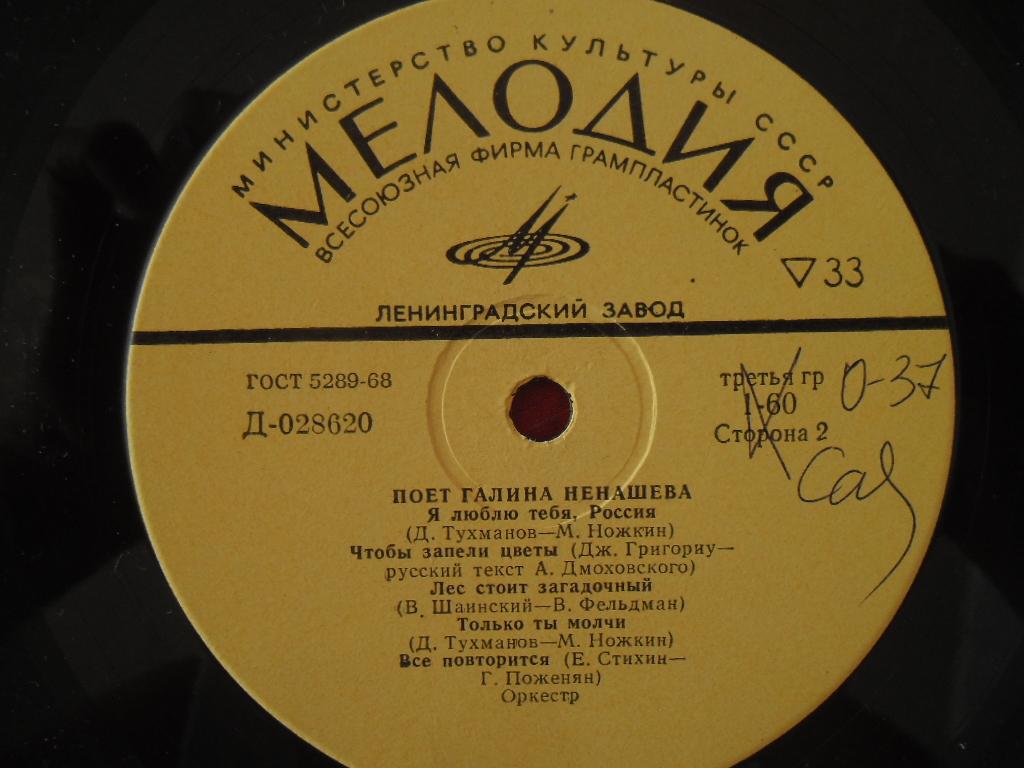 МИНИСТЕРСТВО КУЛЬТУРЫ СССР
МЕЛОДИЯ
ВСЕСОЮЗНАЯ ФИРМА ГРАМПЛАСТИНОК
33
ЛЕНИНГРАДСКИЙ ЗАВОД
ГОСТ 5289-68
Д-028620
третья гр
1-60
Сторона 2
0-37
ПОЕТ ГАЛИНА НЕНАШЕВА
Я люблю тебя, Россия
(Д. Тухманов—М. Ножкин)
Чтобы запели цветы (Дж. Григориу—
русский текст А. Дмоховского)
Лес стоит загадочный
(В. Шаинский—В. Фельдман)
Только ты молчи
(Д. Тухманов—М. Ножкин)
Все повторится (Е. Стихин—
Г. Поженян)
Оркестр